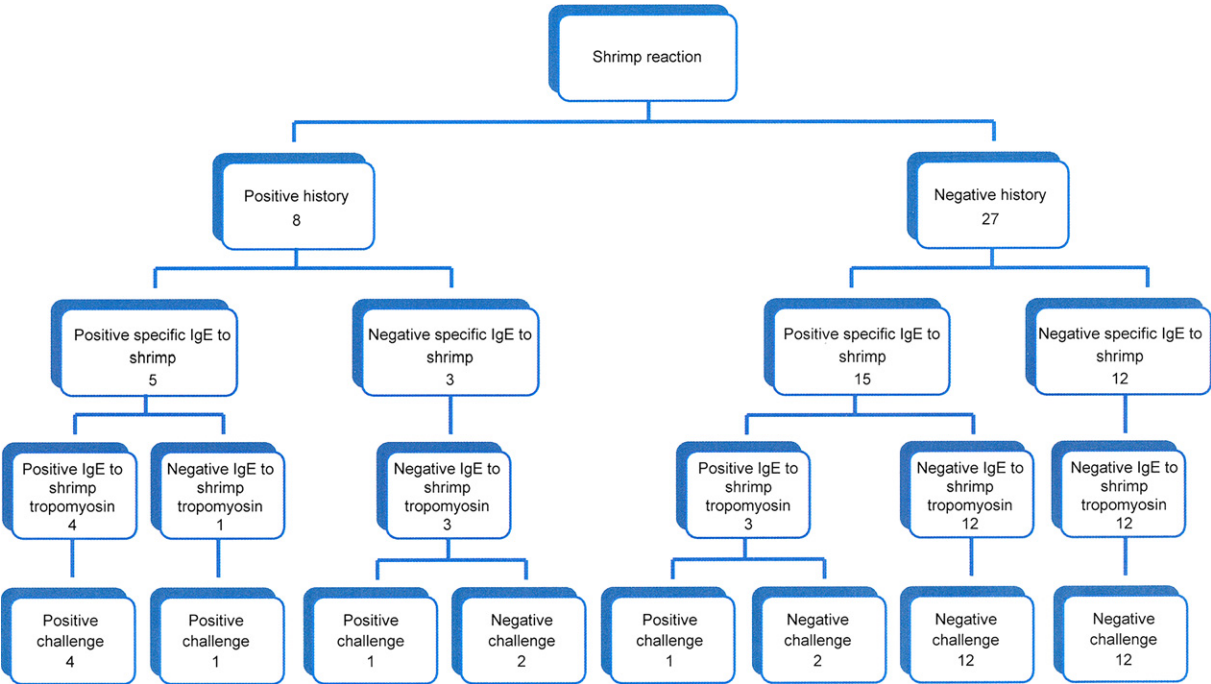 Shrimp reaction
Positive history
8
Negative history
27
Positive specific IgE to
shrimp
5
Negative specific IgE to
shrimp
3
Positive specific IgE to
shrimp
15
Negative specific IgE to
shrimp
12
Positive IgE to
shrimp
tropomyosin
4
Negative IgE to
shrimp
tropomyosin
1
Negative IgE to
shrimp
tropomyosin
3
Positive IgE to
shrimp
tropomyosin
3
Negative IgE to
shrimp
tropomyosin
12
Negative IgE to
shrimp
tropomyosin
12
Positive
challenge
4
Positive
challenge
1
Positive
challenge
1
Negative
challenge
2
Positive
challenge
1
Negative
challenge
2
Negative
challenge
12
Negative
challenge
12